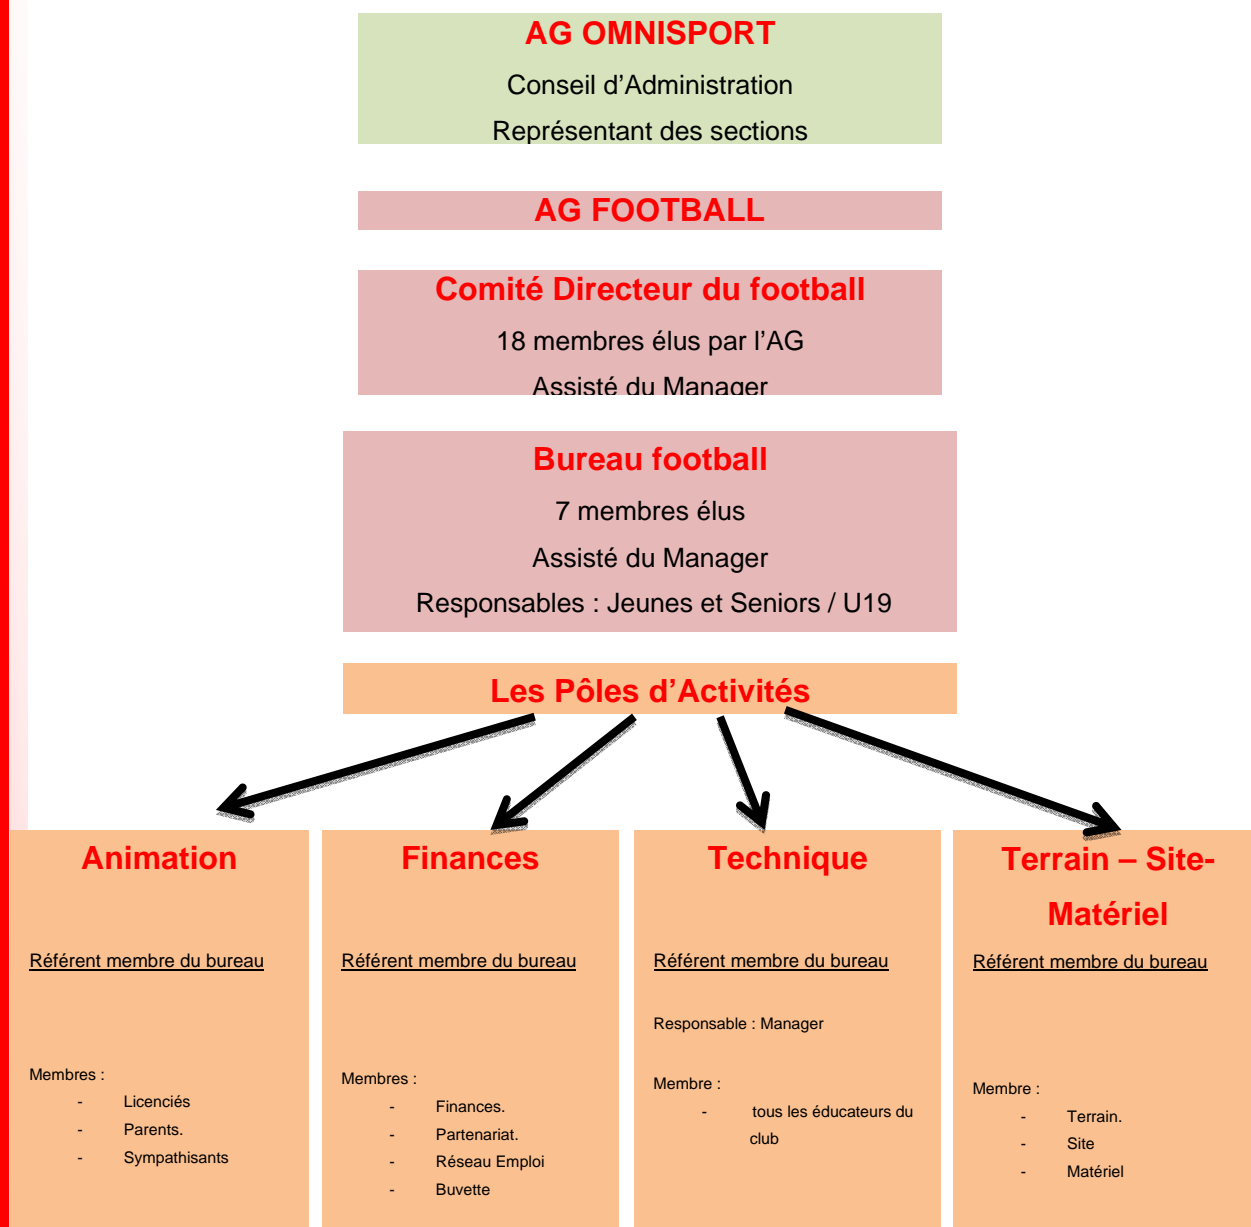 AG OMNISPORT
Conseil d’Administration
Représentant des sections
AG FOOTBALL
Comité Directeur du football
18 membres élus par l’AG
Assisté du Manager
Bureau football
7 membres élus
Assisté du Manager
Responsables : Jeunes et Seniors / U19
Les Pôles d’Activités
Animation
Référent membre du bureau
Membres :
- Licenciés
- Parents.
- Sympathisants
Finances
Référent membre du bureau
Membres :
- Finances.
- Partenariat.
- Réseau Emploi
- Buvette
Technique
Référent membre du bureau
Responsable : Manager
Membre :
- tous les éducateurs du
club
Terrain – Site-
Matériel
Référent membre du bureau
Membre :
- Terrain.
- Site
- Matériel